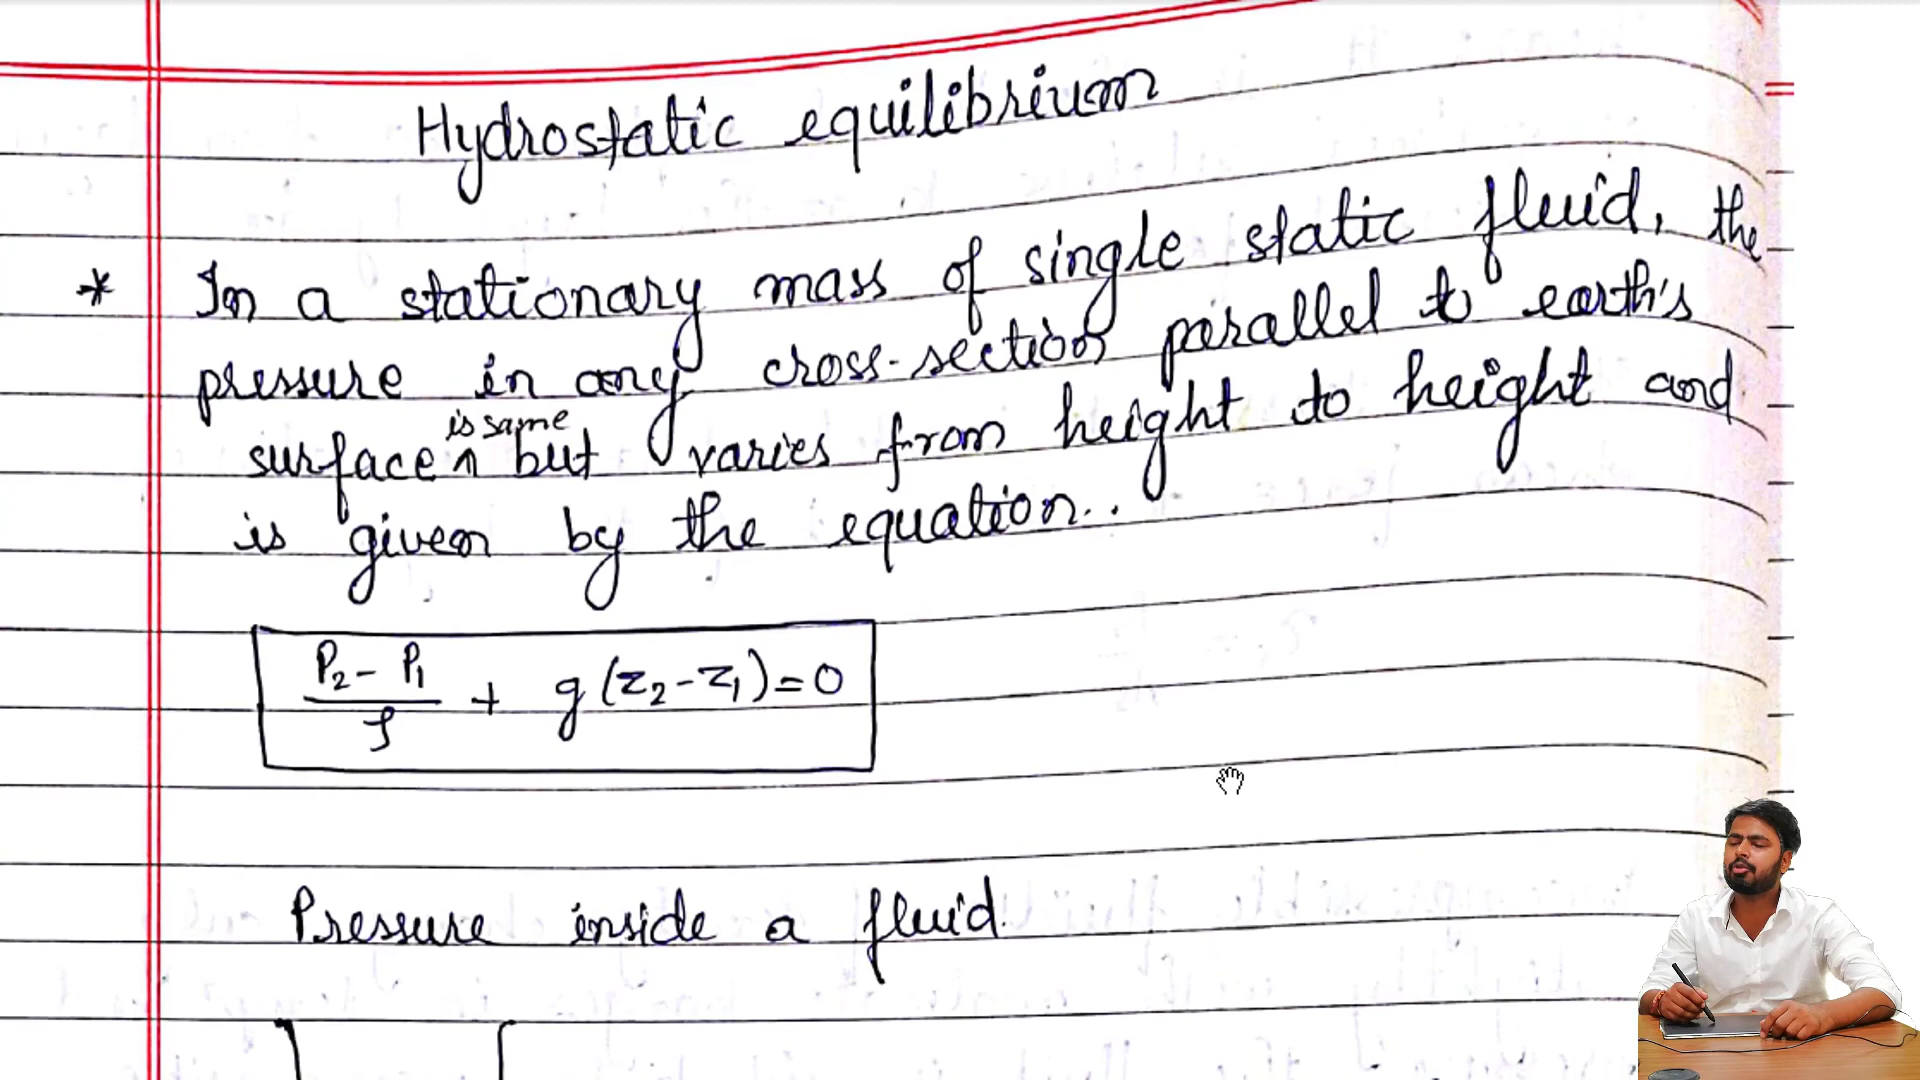 Hydrostatic equilibrium
* In a stationary mass of single static fluid, the
pressure in any cross-section parallel to earth's
surface is same but varies from height to height and
is given by the equation..
P₂ - P₁ / ρ + g (z₂ - z₁) = 0
Pressure inside a fluid.